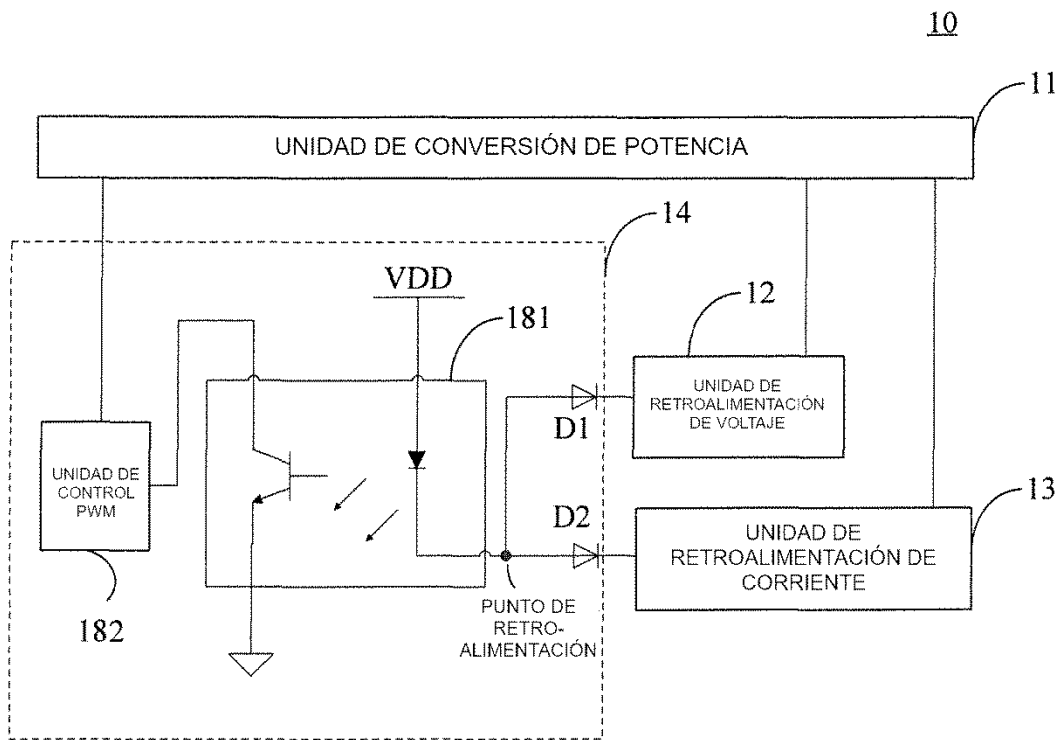 10
11
UNIDAD DE CONVERSIÓN DE POTENCIA
14
VDD
12
181
UNIDAD DE
RETROALIMENTACIÓN
DE VOLTAJE
D1
UNIDAD DE
CONTROL
PWM
13
D2
UNIDAD DE
RETROALIMENTACIÓN DE
CORRIENTE
PUNTO DE
RETRO-
ALIMENTACIÓN
182